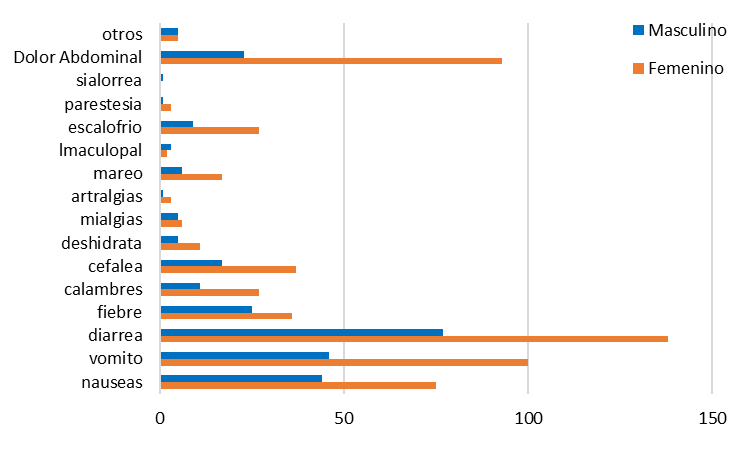 otros
Masculino
Dolor Abdominal
Femenino
sialorrea
parestesia
escalofrio
Imaculopal
mareo
artralgias
mialgias
deshidrata
cefalea
calambres
fiebre
diarrea
vomito
nauseas
0 50 100 150